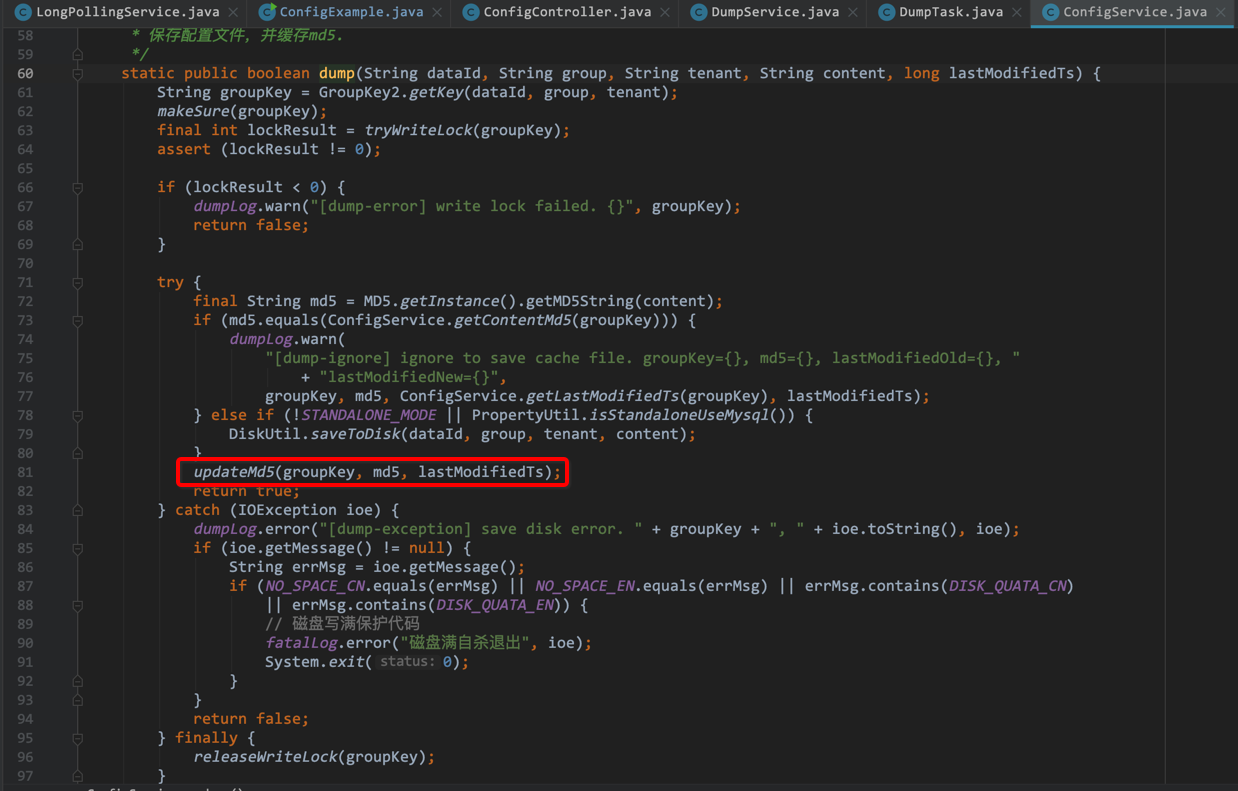 LongPollingService.java ConfigExample.java ConfigController.java DumpService.java DumpTask.java ConfigService.java
58 * 保存配置文件, 并缓存md5.
59 */
60 static public boolean dump(String dataId, String group, String tenant, String content, long lastModifiedTs) {
61 String groupKey = GroupKey2.getKey(dataId, group, tenant);
62 makeSure(groupKey);
63 final int lockResult = tryWriteLock(groupKey);
64 assert (lockResult != 0);
65
66 if (lockResult < 0) {
67 dumpLog.warn("[dump-error] write lock failed. {}", groupKey);
68 return false;
69 }
70
71 try {
72 final String md5 = MD5.getInstance().getMD5String(content);
73 if (md5.equals(ConfigService.getContentMd5(groupKey))) {
74 dumpLog.warn(
75 "[dump-ignore] ignore to save cache file. groupKey={}, md5={}, lastModifiedOld={}, "
76 + "lastModifiedNew={}",
77 groupKey, md5, ConfigService.getLastModifiedTs(groupKey), lastModifiedTs);
78 } else if (!STANDALONE_MODE || PropertyUtil.isStandaloneUseMysql()) {
79 DiskUtil.saveToDisk(dataId, group, tenant, content);
80 }
81 updateMd5(groupKey, md5, lastModifiedTs);
82 return true;
83 } catch (IOException ioe) {
84 dumpLog.error("[dump-exception] save disk error. " + groupKey + ", " + ioe.toString(), ioe);
85 if (ioe.getMessage() != null) {
86 String errMsg = ioe.getMessage();
87 if (NO_SPACE_CN.equals(errMsg) || NO_SPACE_EN.equals(errMsg) || errMsg.contains(DISK_QUATA_CN)
88 || errMsg.contains(DISK_QUATA_EN)) {
89 // 磁盘写满保护代码
90 fatalLog.error("磁盘满自杀退出", ioe);
91 System.exit( status: 0);
92 }
93 }
94 return false;
95 } finally {
96 releaseWriteLock(groupKey);
97 }